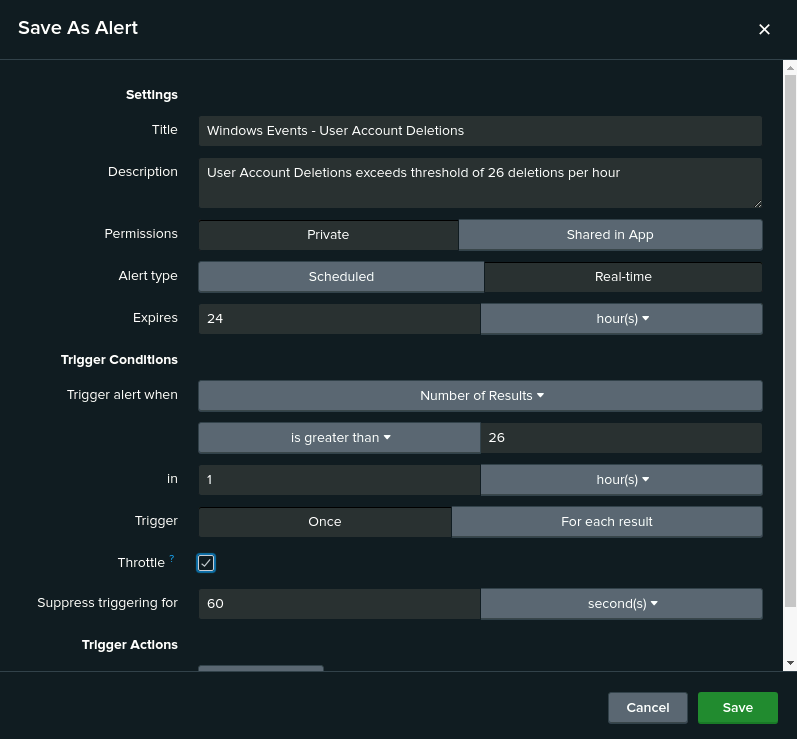 Save As Alert
Settings
Title Windows Events - User Account Deletions
Description User Account Deletions exceeds threshold of 26 deletions per hour
Permissions Private Shared in App
Alert type Scheduled Real-time
Expires 24 hour(s)
Trigger Conditions
Trigger alert when Number of Results
is greater than 26
in 1 hour(s)
Trigger Once For each result
Throttle ?
Suppress triggering for 60 second(s)
Trigger Actions
Cancel Save